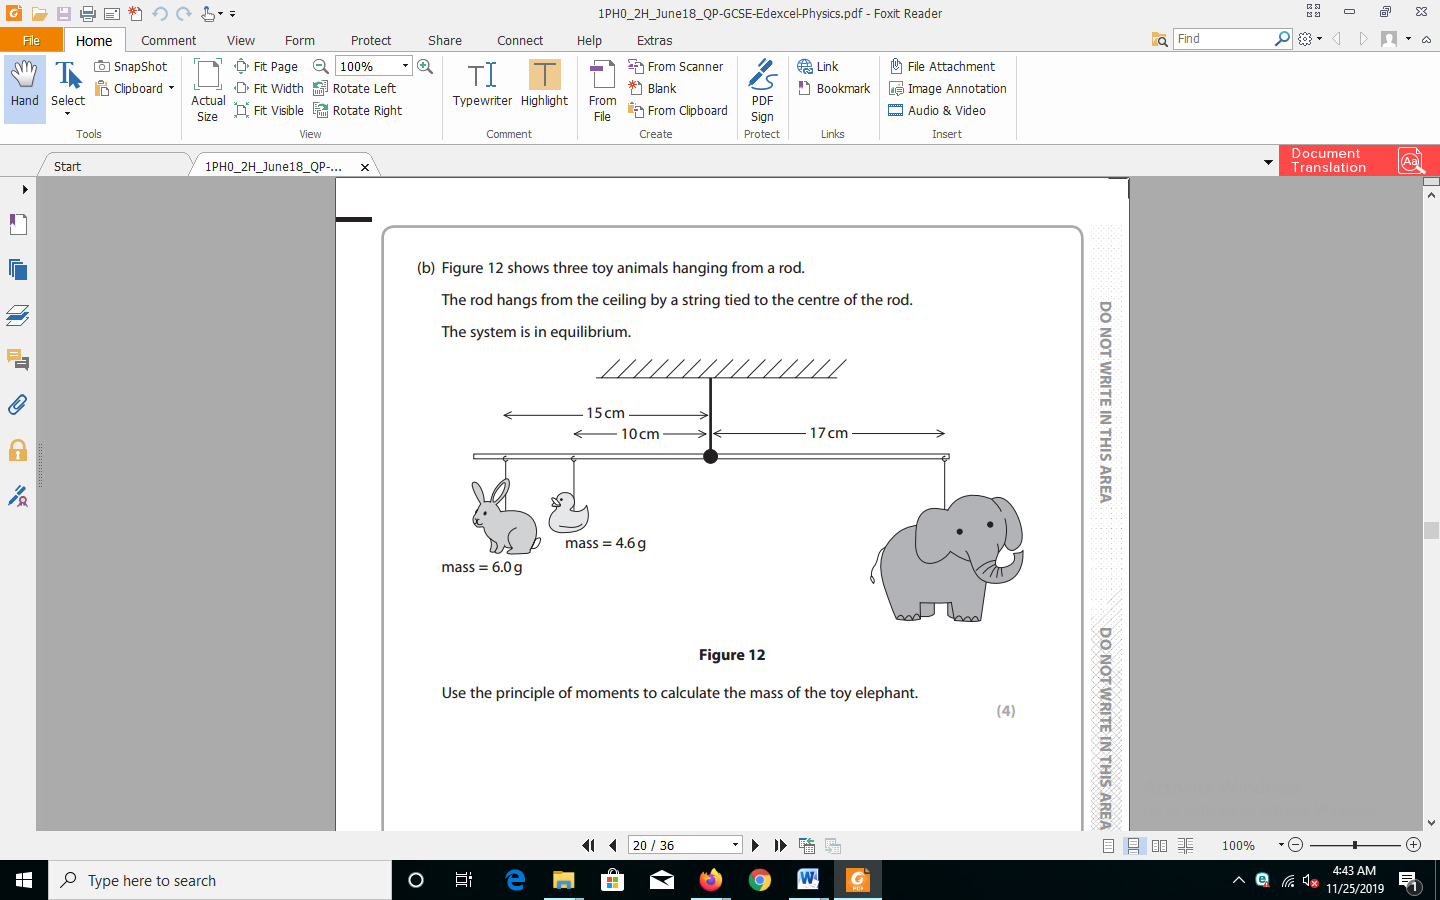 1PH0_2H_June18_QP-GCSE-Edexcel-Physics.pdf - Foxit Reader
File Home Comment View Form Protect Share Connect Help Extras
Find
Hand
Select
SnapShot
Clipboard
Tools
Actual
Size
Fit Page
Fit Width
Fit Visible
100%
Rotate Left
Rotate Right
View
Typewriter
Highlight
Comment
From
File
From Scanner
Blank
From Clipboard
Create
PDF
Sign
Protect
Link
Bookmark
Links
File Attachment
Image Annotation
Audio & Video
Insert
Start
1PH0_2H_June18_QP-...
Document
Translation
(b) Figure 12 shows three toy animals hanging from a rod.
The rod hangs from the ceiling by a string tied to the centre of the rod.
The system is in equilibrium.
15 cm
10 cm
17 cm
mass = 4.6 g
mass = 6.0 g
Figure 12
Use the principle of moments to calculate the mass of the toy elephant.
(4)
DO NOT WRITE IN THIS AREA
DO NOT WRITE IN THIS AREA
20 / 36
100%
Type here to search
4:43 AM
11/25/2019
1